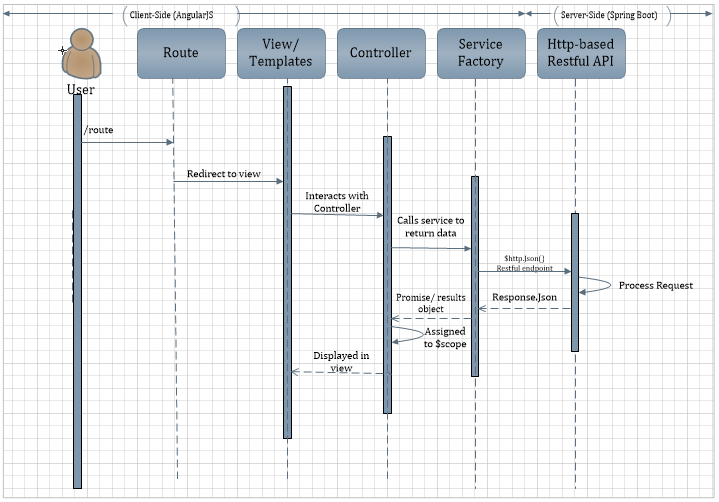 Client-Side (Angular)S
Server-Side (Spring Boot)
Route
View/
Templates
Controller
Service
Factory
Http-based
Restful API
User
/route
Redirect to view
Interacts with
Controller
Calls service to
return data
$http.Json()
Restful endpoint
Process Request
Response.Json
Promise/ results
object
Assigned
to $scope
Displayed in
view